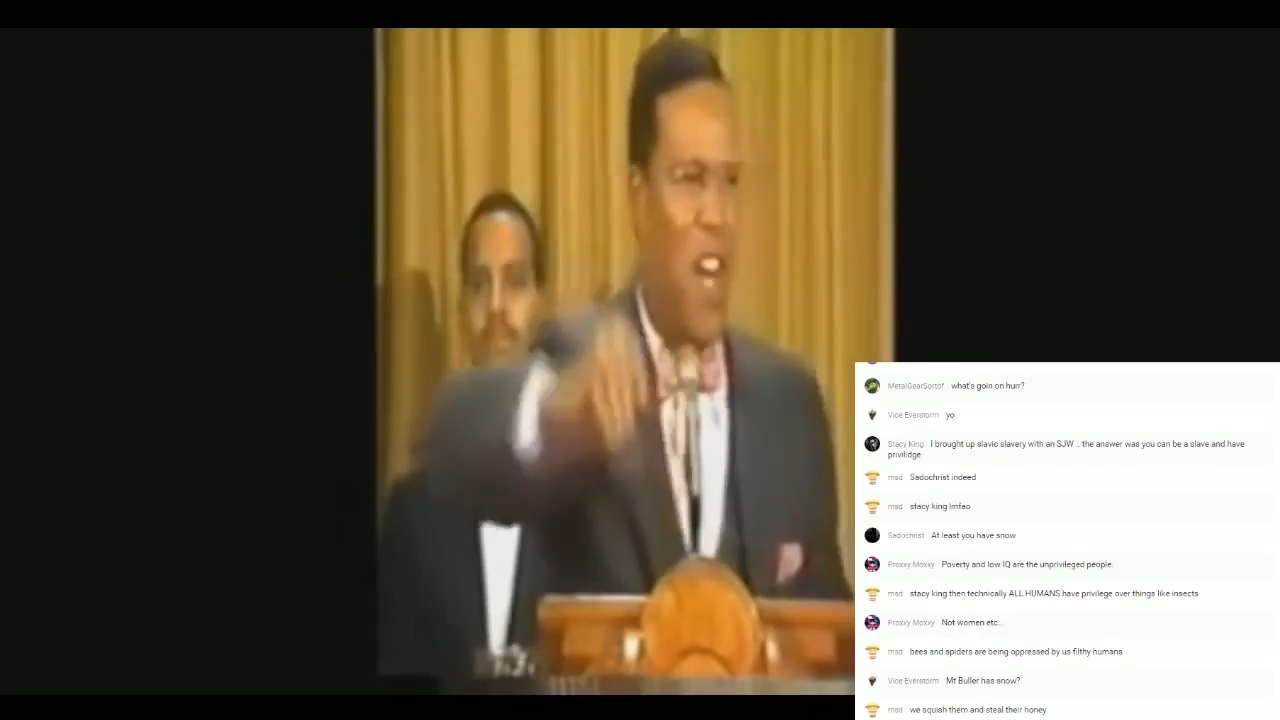 MetalGearSortof what's goin on hurr?
Vice Everstorm yo
Stacy King I brought up slavic slavery with an SJW .. the answer was you can be a slave and have
privilidge
msd Sadochrist indeed
msd stacy king lmfao
Sadochrist At least you have snow
Proxxy Moxxy Poverty and low IQ are the unprivileged people.
msd stacy king then technically ALL HUMANS have privilege over things like insects
Proxxy Moxxy Not women etc...
msd bees and spiders are being oppressed by us filthy humans
Vice Everstorm Mt Buller has snow?
msd we squish them and steal their honey